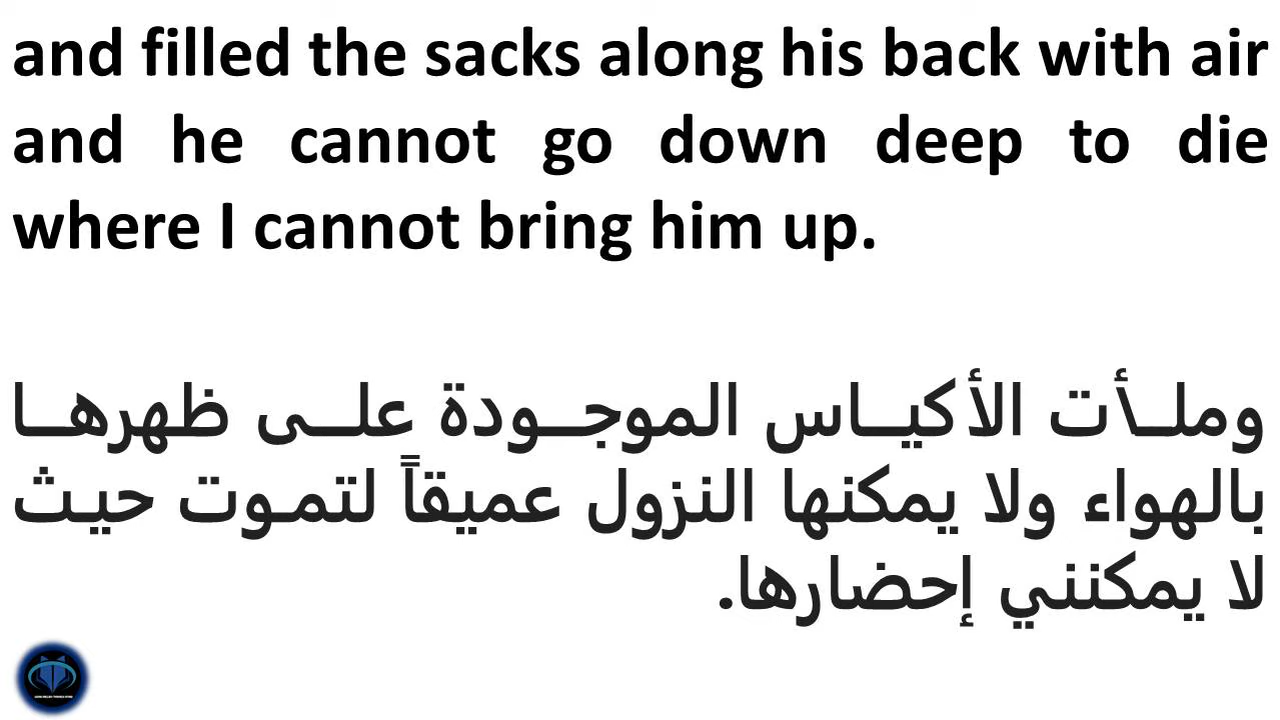 and filled the sacks along his back with air
and he cannot go down deep to die
where I cannot bring him up.
وملأت الأكياس الموجودة على ظهرها
بالهواء ولا يمكنها النزول عميقاً لتموت حيث
لا يمكنني إحضارها.